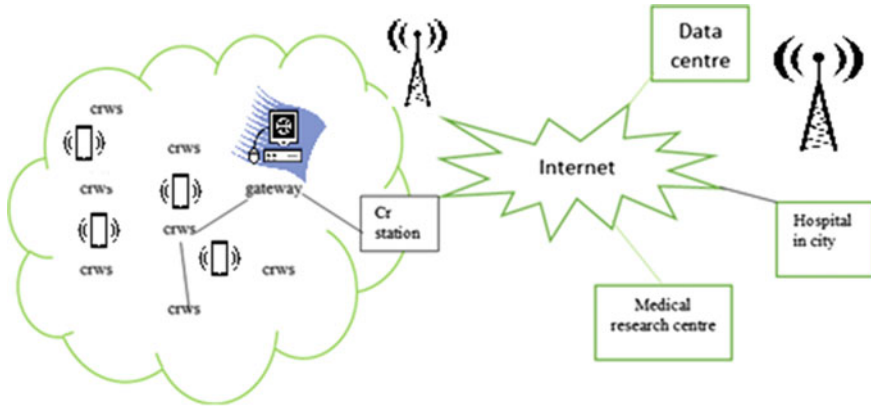 crws
crws
crws
crws
crws
crws
crws
gateway
Cr
station
Internet
Data
centre
Hospital
in city
Medical
research centre